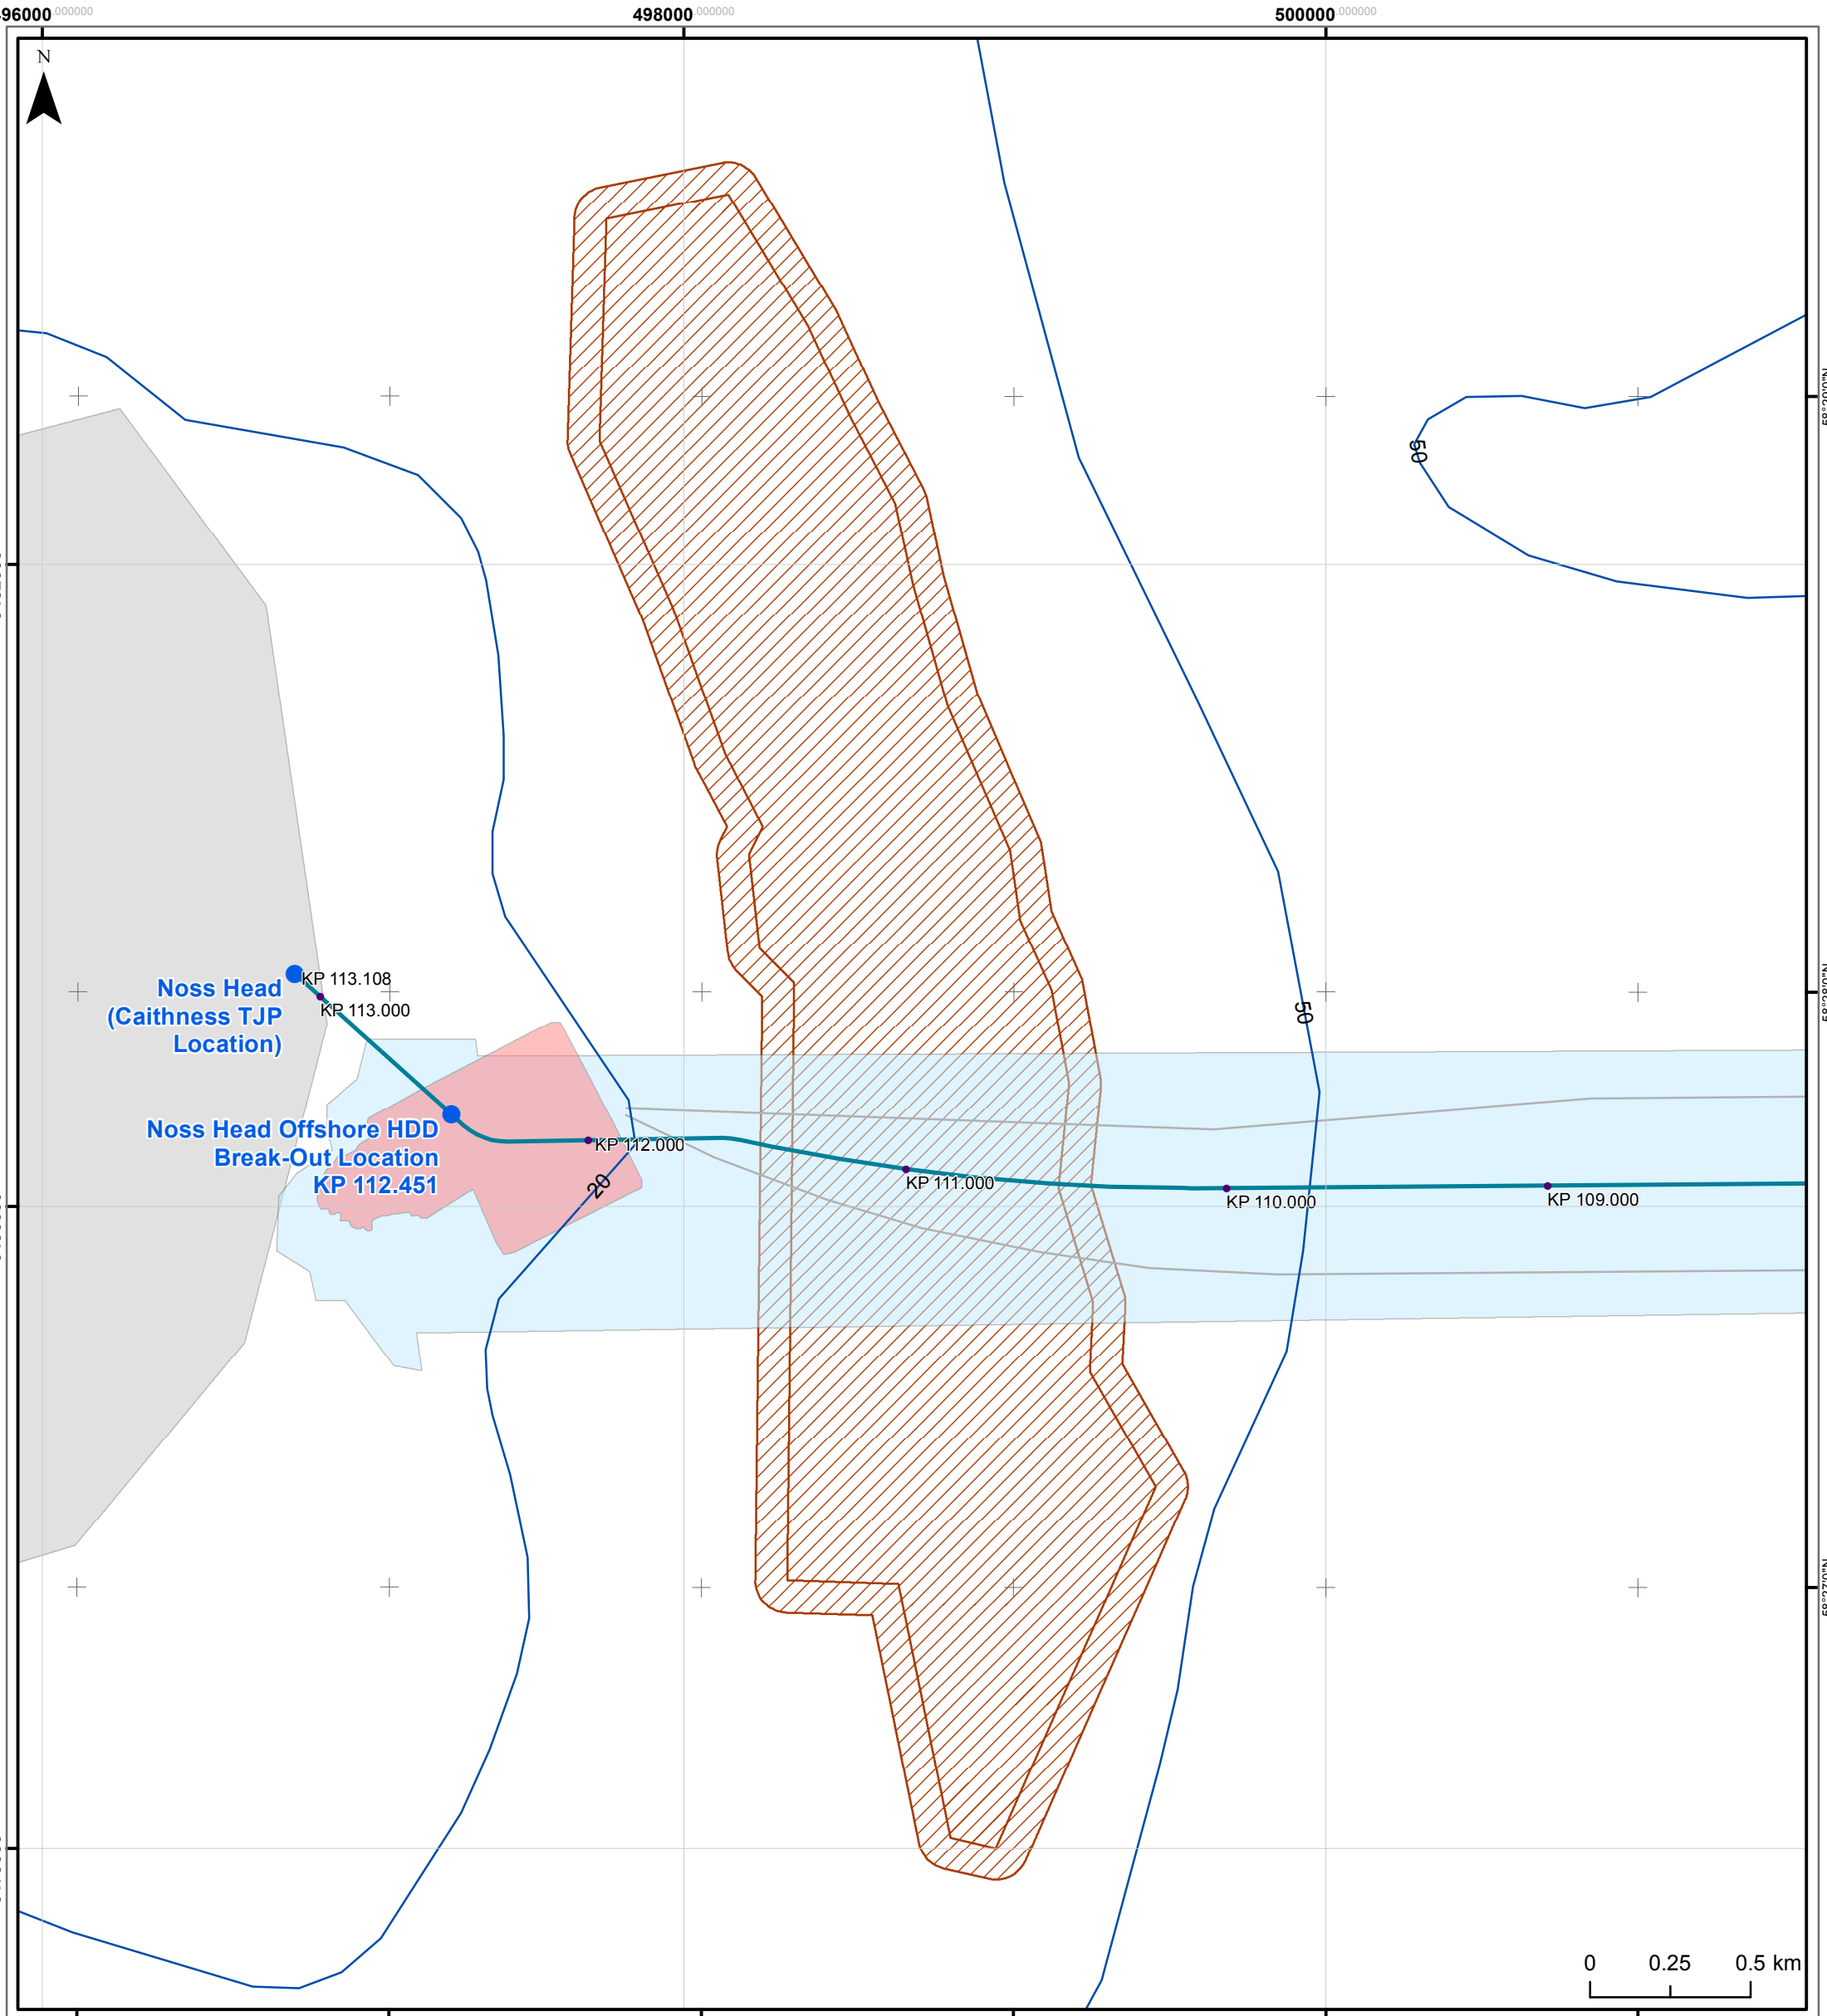 498000.000000
500000.000000
N
50
KP 113.108
Noss Head
(Caithness TJP
Location)
KP 113.000
50
Noss Head Offshore HDD
Break-Out Location
KP 112.451
KP 112.000
20
KP 111.000
KP 110.000
KP 109.000
0 0.25 0.5 km